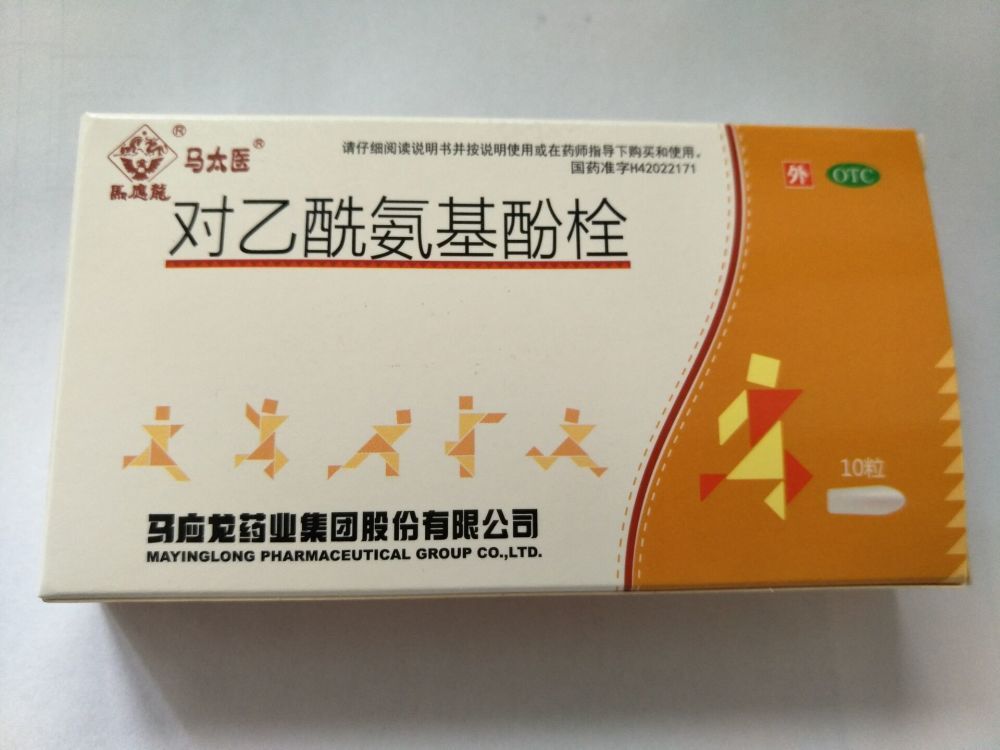 馬應龍®
马太医®
请仔细阅读说明书并按说明使用或在药师指导下购买和使用。
国药准字H42022171
外
OTC
对乙酰氨基酚栓
10粒
马应龙药业集团股份有限公司
MAYINGLONG PHARMACEUTICAL GROUP CO.,LTD.